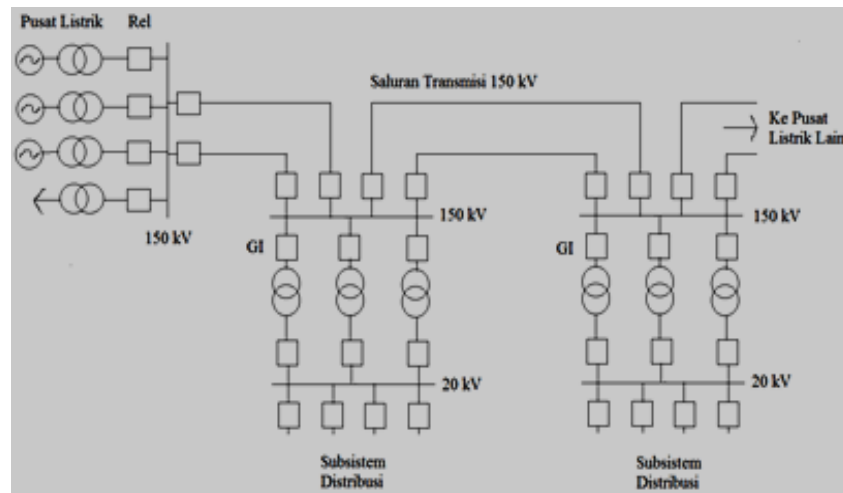 Pusat Listrik Rel
Saluran Transmisi 150 kV
Ke Pusat
Listrik Lain
150 kV
150 kV
150 kV
GI
GI
20 kV
20 kV
Subsistem
Distribusi
Subsistem
Distribusi